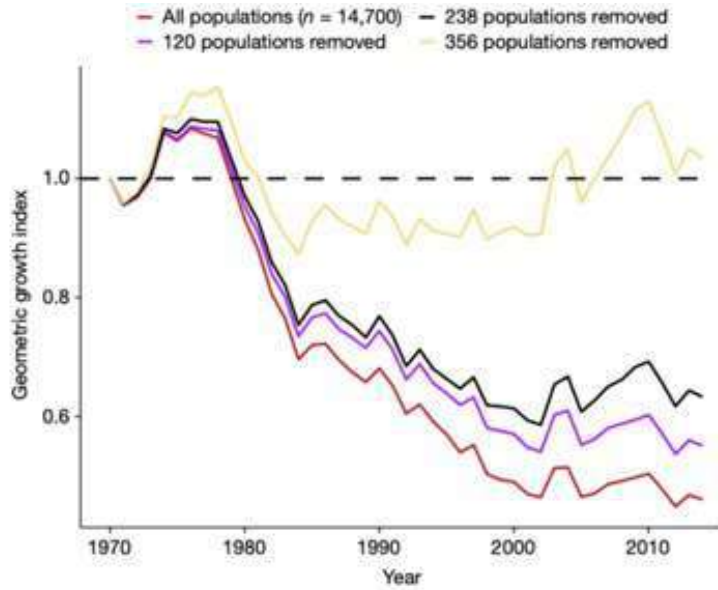 All populations (n = 14,700)
238 populations removed
120 populations removed
356 populations removed
Geometric growth index
1.0
0.8
0.6
1970
1980
1990
2000
2010
Year